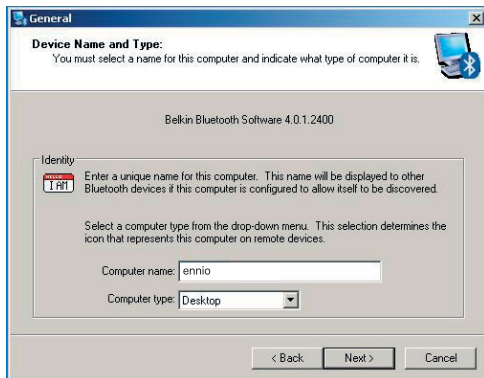 General
Device Name and Type:
You must select a name for this computer and indicate what type of computer it is.
Belkin Bluetooth Software 4.0.1.2400
Identity
HELLO
I AM
Enter a unique name for this computer. This name will be displayed to other
Bluetooth devices if this computer is configured to allow itself to be discovered.
Select a computer type from the drop-down menu. This selection determines the
icon that represents this computer on remote devices.
Computer name: ennio
Computer type: Desktop
< Back Next > Cancel